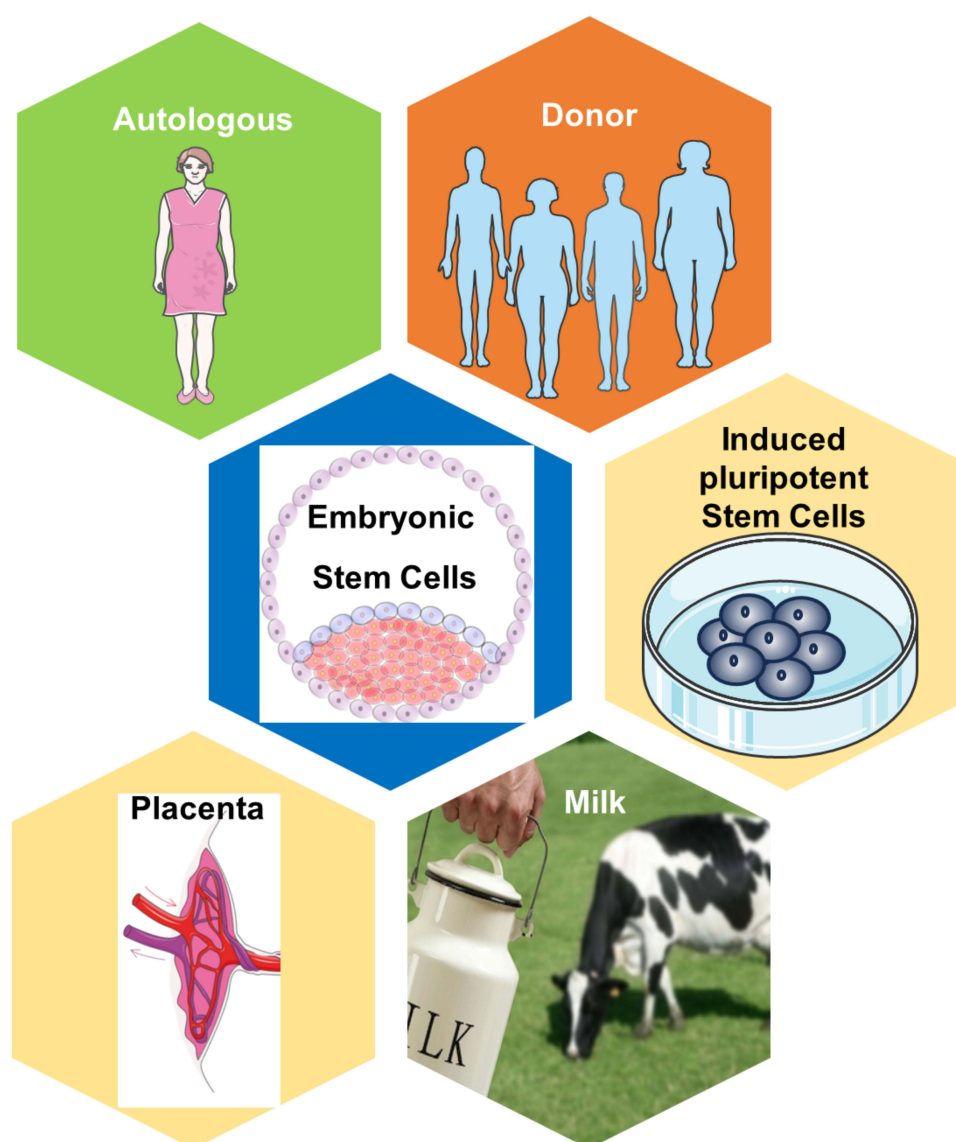 Autologous
Donor
Embryonic
Stem Cells
Induced
pluripotent
Stem Cells
Placenta
Milk
ILK